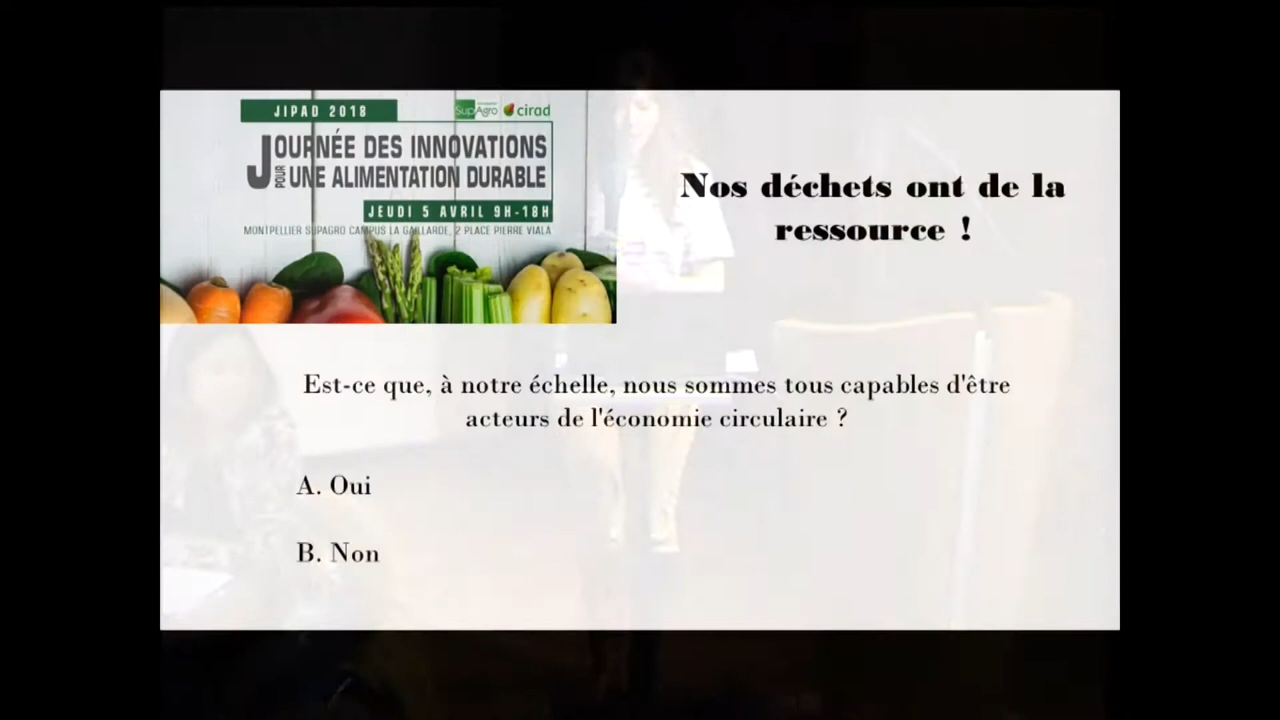 JIPAD 2018
SupAgro
cirad
JOURNÉE DES INNOVATIONS
POUR UNE ALIMENTATION DURABLE
JEUDI 5 AVRIL 9H-18H
MONTPELLIER SUPAGRO CAMPUS LA GAILLARDE, 2 PLACE PIERRE VIALA
Nos déchets ont de la
ressource !
Est-ce que, à notre échelle, nous sommes tous capables d'être
acteurs de l'économie circulaire ?
A. Oui
B. Non